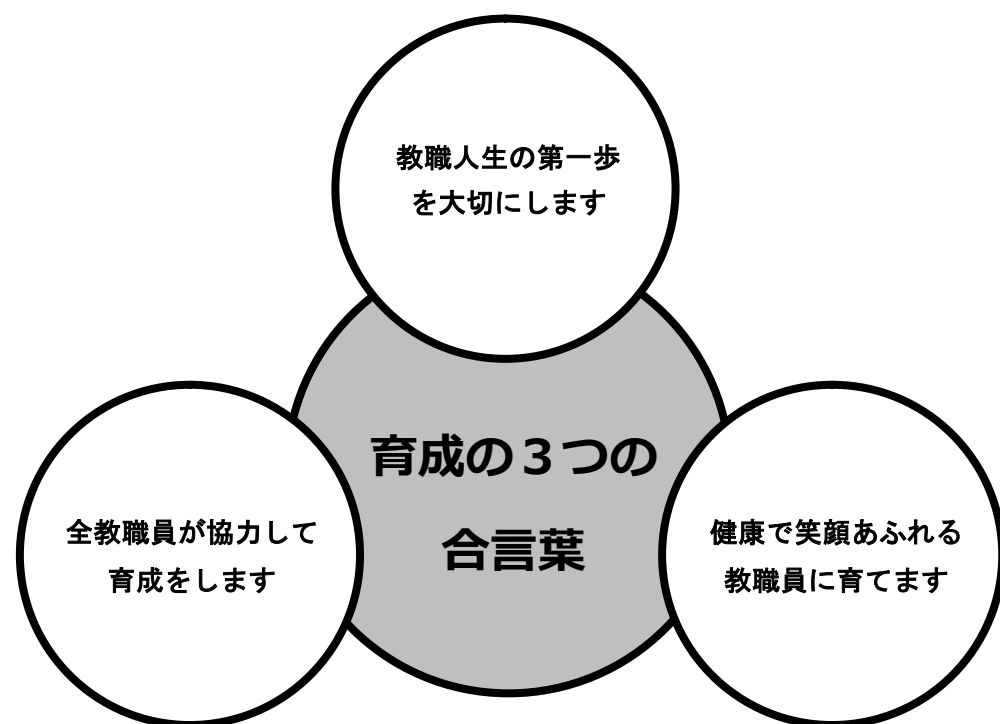 教職人生の第一歩
を大切にします
育成の３つの
合言葉
全教職員が協力して
育成をします
健康で笑顔あふれる
教職員に育てます